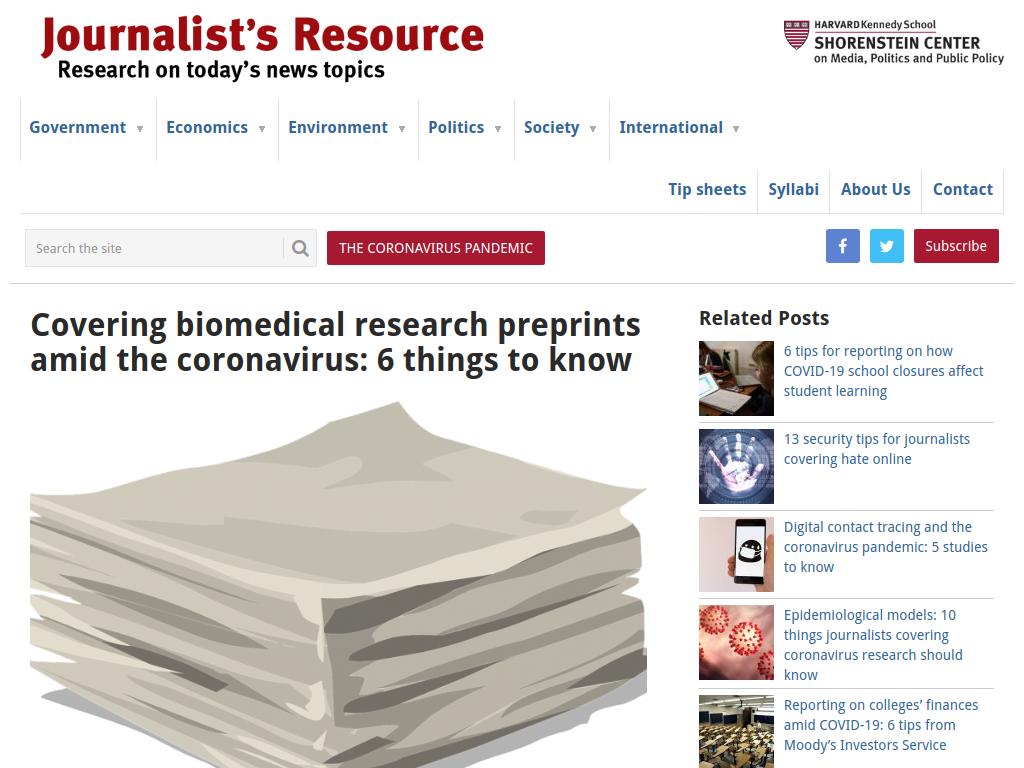 Journalist's Resource
Research on today's news topics
HARVARD Kennedy School
SHORENSTEIN CENTER
on Media, Politics and Public Policy
Government
Economics
Environment
Politics
Society
International
Tip sheets
Syllabi
About Us
Contact
Search the site
THE CORONAVIRUS PANDEMIC
Subscribe
Covering biomedical research preprints
amid the coronavirus: 6 things to know
Related Posts
6 tips for reporting on how
COVID-19 school closures affect
student learning
13 security tips for journalists
covering hate online
Digital contact tracing and the
coronavirus pandemic: 5 studies
to know
Epidemiological models: 10
things journalists covering
coronavirus research should
know
Reporting on colleges’ finances
amid COVID-19: 6 tips from
Moody’s Investors Service